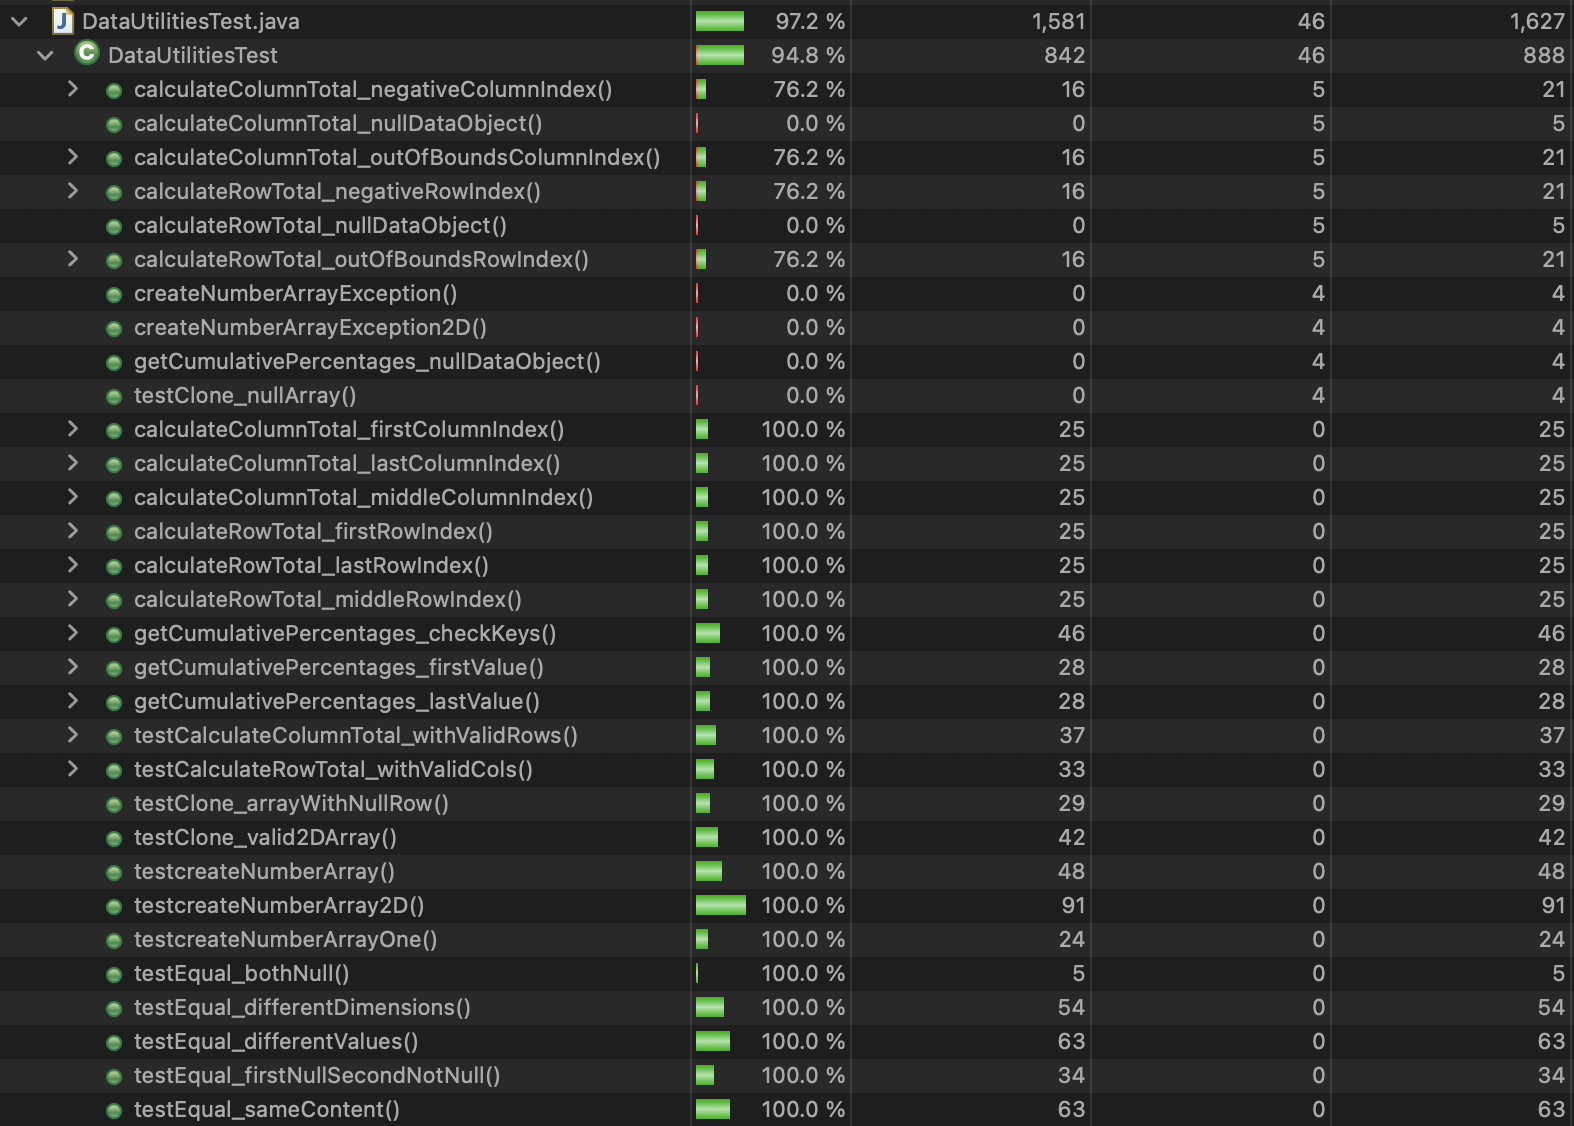 J DataUtilitiesTest.java 97.2 % 1,581 46 1,627
C DataUtilitiesTest 94.8 % 842 46 888
calculateColumnTotal_negativeColumnIndex() 76.2 % 16 5 21
calculateColumnTotal_nullDataObject() 0.0 % 0 5 5
calculateColumnTotal_outOfBoundsColumnIndex() 76.2 % 16 5 21
calculateRowTotal_negativeRowIndex() 76.2 % 16 5 21
calculateRowTotal_nullDataObject() 0.0 % 0 5 5
calculateRowTotal_outOfBoundsRowIndex() 76.2 % 16 5 21
createNumberArrayException() 0.0 % 0 4 4
createNumberArrayException2D() 0.0 % 0 4 4
getCumulativePercentages_nullDataObject() 0.0 % 0 4 4
testClone_nullArray() 0.0 % 0 4 4
calculateColumnTotal_firstColumnIndex() 100.0 % 25 0 25
calculateColumnTotal_lastColumnIndex() 100.0 % 25 0 25
calculateColumnTotal_middleColumnIndex() 100.0 % 25 0 25
calculateRowTotal_firstRowIndex() 100.0 % 25 0 25
calculateRowTotal_lastRowIndex() 100.0 % 25 0 25
calculateRowTotal_middleRowIndex() 100.0 % 25 0 25
getCumulativePercentages_checkKeys() 100.0 % 46 0 46
getCumulativePercentages_firstValue() 100.0 % 28 0 28
getCumulativePercentages_lastValue() 100.0 % 28 0 28
testCalculateColumnTotal_withValidRows() 100.0 % 37 0 37
testCalculateRowTotal_withValidCols() 100.0 % 33 0 33
testClone_arrayWithNullRow() 100.0 % 29 0 29
testClone_valid2DArray() 100.0 % 42 0 42
testcreateNumberArray() 100.0 % 48 0 48
testcreateNumberArray2D() 100.0 % 91 0 91
testcreateNumberArrayOne() 100.0 % 24 0 24
testEqual_bothNull() 100.0 % 5 0 5
testEqual_differentDimensions() 100.0 % 54 0 54
testEqual_differentValues() 100.0 % 63 0 63
testEqual_firstNullSecondNotNull() 100.0 % 34 0 34
testEqual_sameContent() 100.0 % 63 0 63